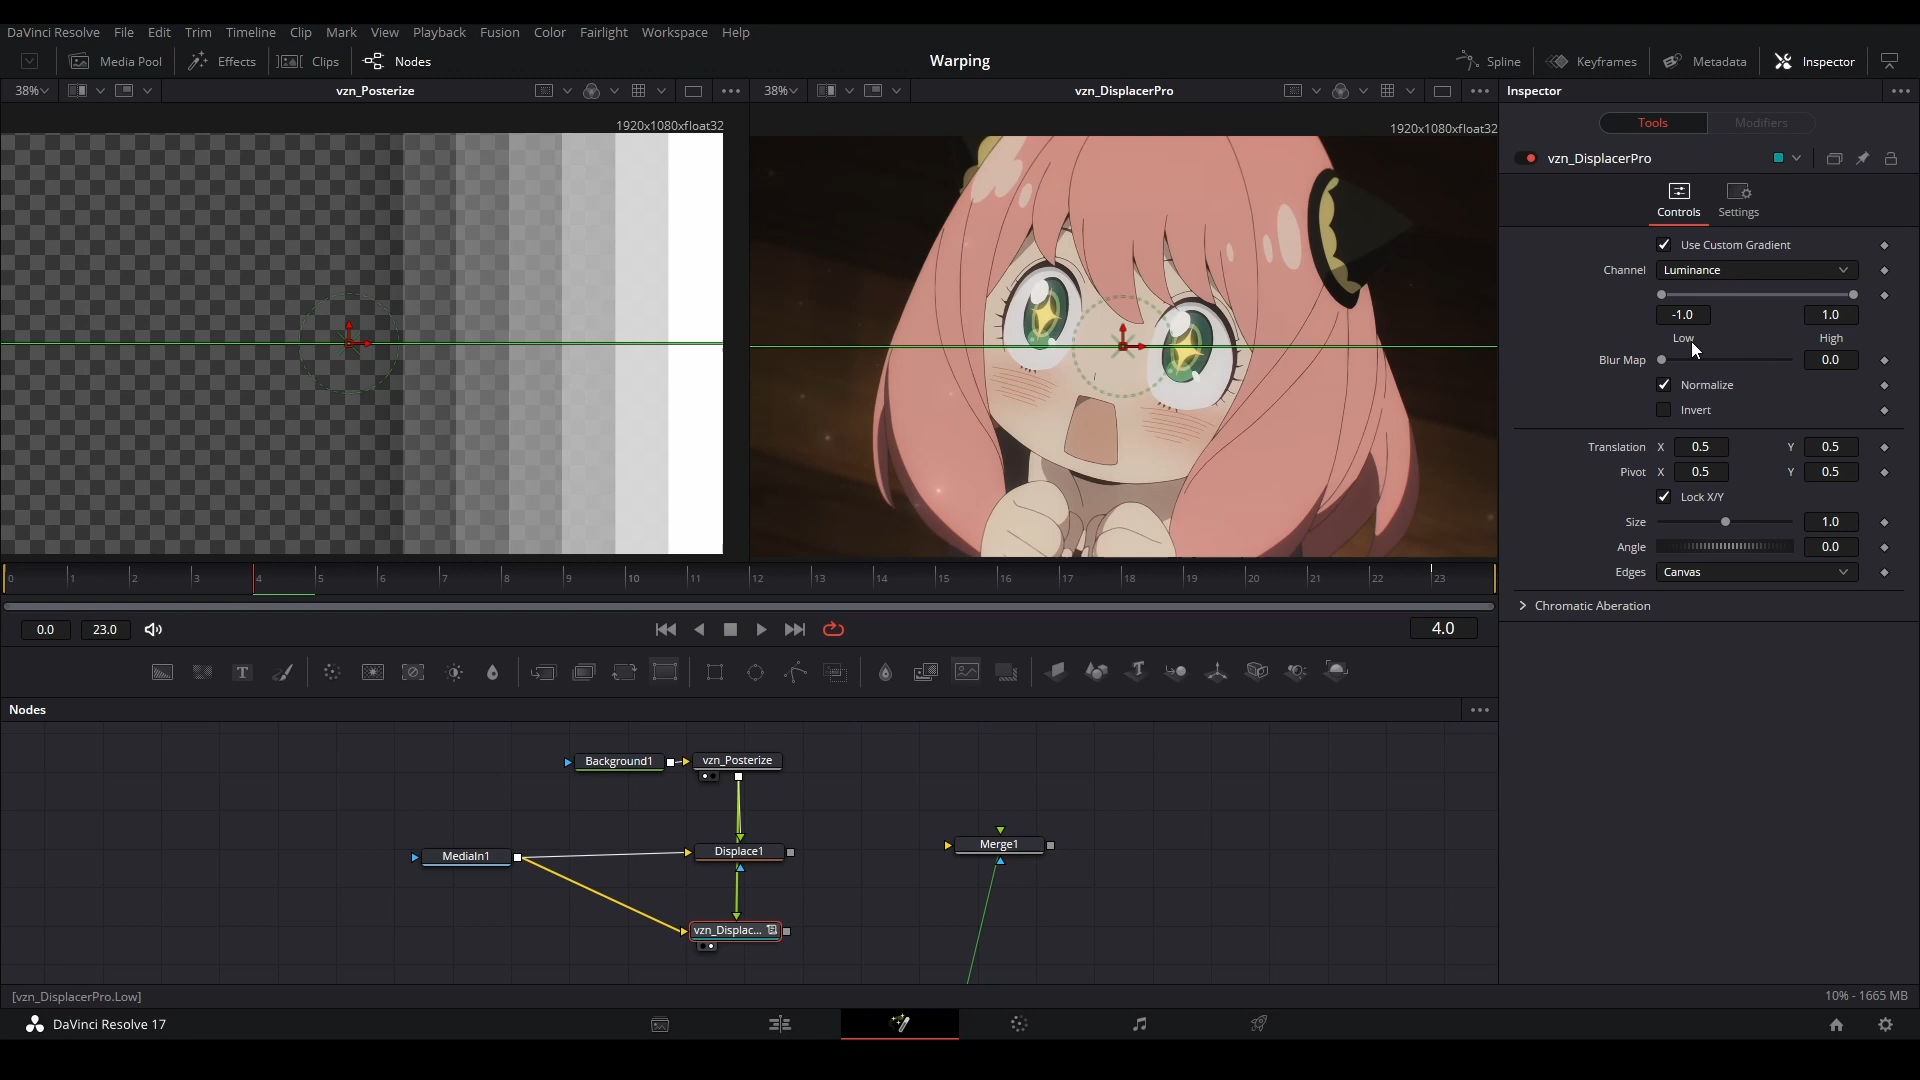 DaVinci Resolve File Edit Trim Timeline Clip Mark View Playback Fusion Color Fairlight Workspace Help
Media Pool Effects Clips Nodes Warping Spline Keyframes Metadata Inspector
38% vzn_Posterize 38% vzn_DisplacerPro Inspector
1920x1080xfloat32 1920x1080xfloat32
Tools Modifiers
vzn_DisplacerPro
Controls Settings
Use Custom Gradient
Channel Luminance
-1.0 1.0
Low High
Blur Map 0.0
Normalize
Invert
Translation X 0.5 Y 0.5
Pivot X 0.5 Y 0.5
Lock X/Y
Size 1.0
Angle 0.0
Edges Canvas
Chromatic Aberation
0 1 2 3 4 5 6 7 8 9 10 11 12 13 14 15 16 17 18 19 20 21 22 23
0.0 23.0 4.0
T T
Nodes
Background1 vzn_Posterize
MediaIn1 Displace1 Merge1
vzn_Displac...
[vzn_DisplacerPro.Low] 10% - 1665 MB
DaVinci Resolve 17